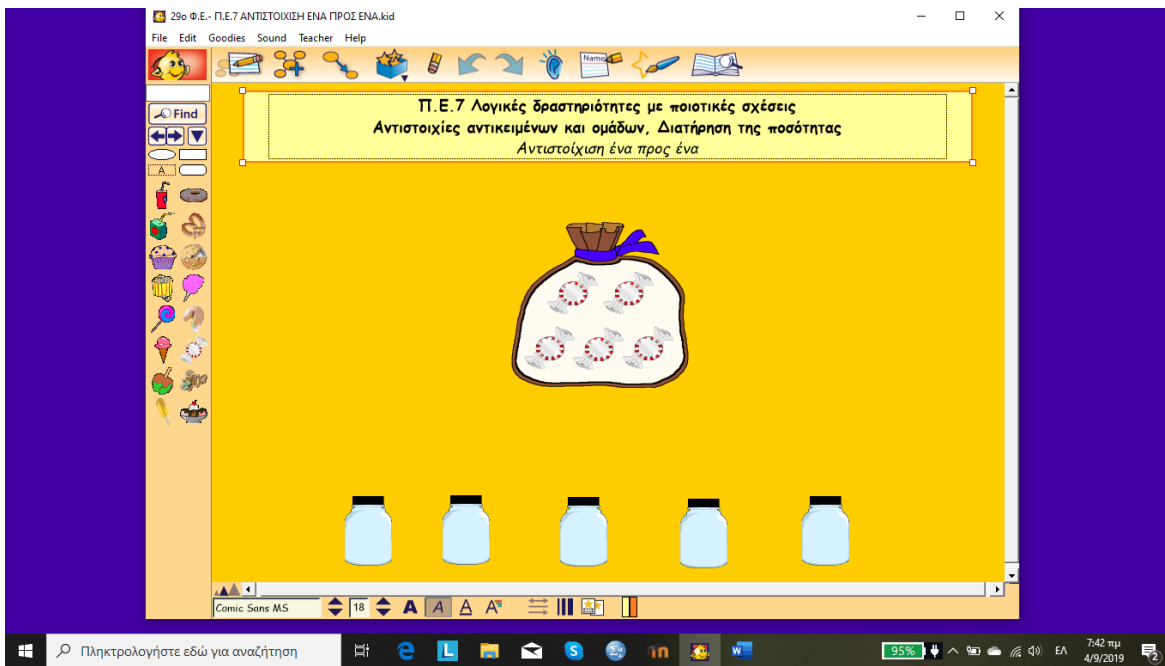 29ο Φ.Ε.- Π.Ε.7 ΑΝΤΙΣΤΟΙΧΙΣΗ ΕΝΑ ΠΡΟΣ ΕΝΑ.kid
File Edit Goodies Sound Teacher Help
Name
Find
A
Π.Ε.7 Λογικές δραστηριότητες με ποιοτικές σχέσεις
Αντιστοιχίες αντικειμένων και ομάδων, Διατήρηση της ποσότητας
Αντιστοίχιση ένα προς ένα
Comic Sans MS 18 A A A A
Πληκτρολογήστε εδώ για αναζήτηση
95% ΕΛ
7:42 πμ
4/9/2019
2